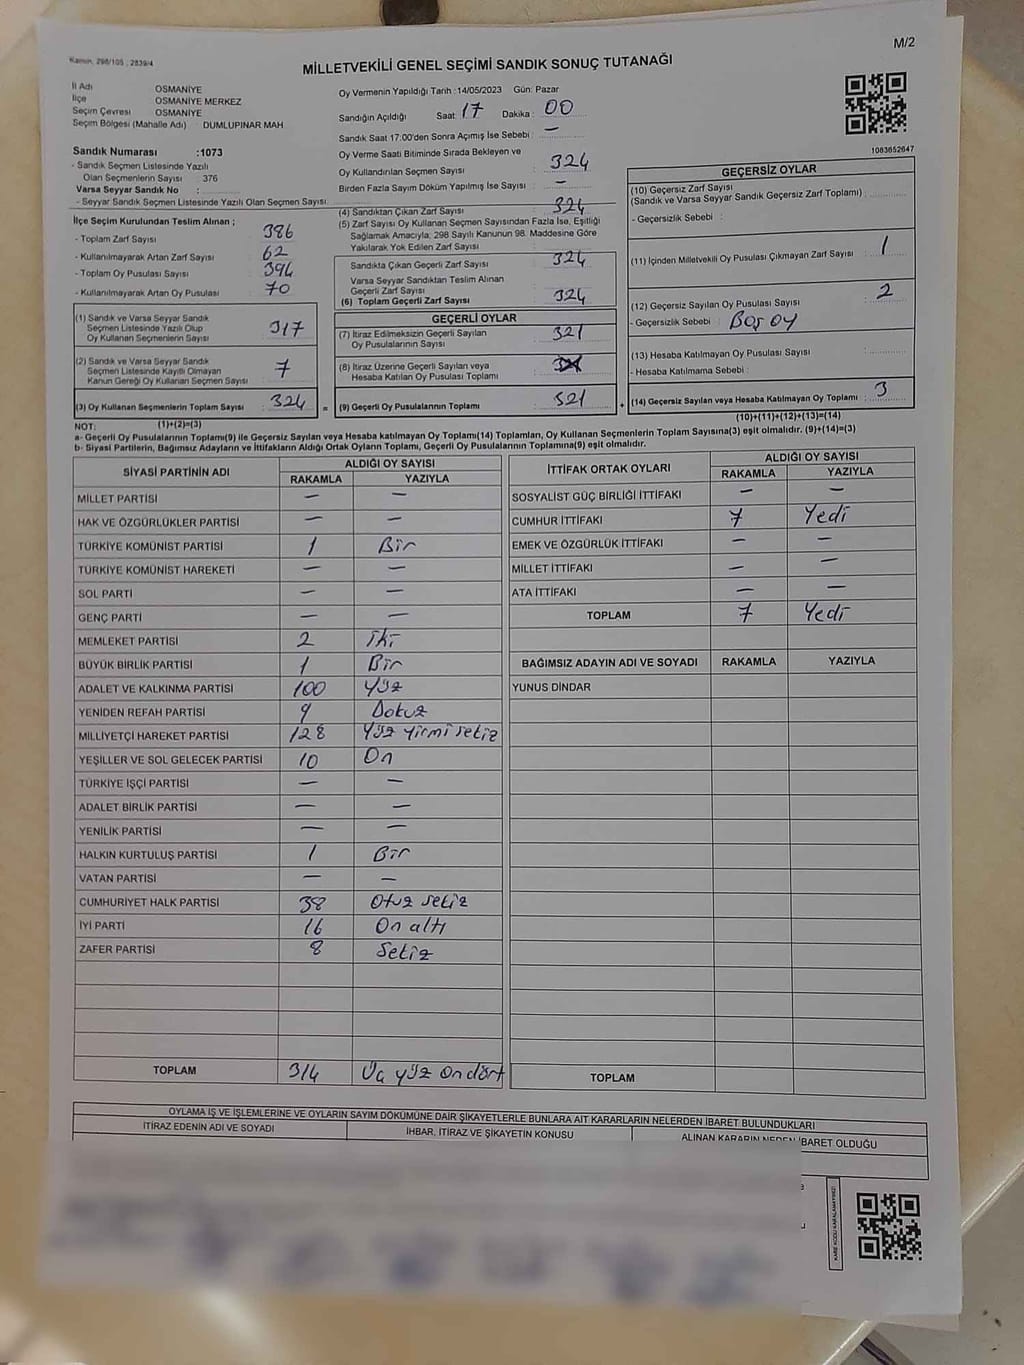 Kanun, 298/105 ; 2839/4
M/2
MİLLETVEKİLİ GENEL SEÇİMİ SANDIK SONUÇ TUTANAĞI
İl Adı OSMANİYE
İlçe OSMANİYE MERKEZ
Seçim Çevresi OSMANİYE
Seçim Bölgesi (Mahalle Adı) DUMLUPINAR MAH
Sandık Numarası :1073
- Sandık Seçmen Listesinde Yazılı
Olan Seçmenlerin Sayısı : 376
Varsa Seyyar Sandık No :
- Seyyar Sandık Seçmen Listesinde Yazılı Olan Seçmen Sayısı:
Oy Vermenin Yapıldığı Tarih :14/05/2023 Gün: Pazar
Sandığın Açıldığı Saat : 17 Dakika : 00
Sandık Saat 17:00'den Sonra Açılmış İse Sebebi : —
Oy Verme Saati Bitiminde Sırada Bekleyen ve
Oy Kullandırılan Seçmen Sayısı : 324
Birden Fazla Sayım Döküm Yapılmış İse Sayısı : —
1083652647
İlçe Seçim Kurulundan Teslim Alınan ;
- Toplam Zarf Sayısı : 386
- Kullanılmayarak Artan Zarf Sayısı : 62
- Toplam Oy Pusulası Sayısı : 394
- Kullanılmayarak Artan Oy Pusulası : 70
(1) Sandık ve Varsa Seyyar Sandık
Seçmen Listesinde Yazılı Olup
Oy Kullanan Seçmenlerin Sayısı : 317
(2) Sandık ve Varsa Seyyar Sandık
Seçmen Listesinde Kayıtlı Olmayan
Kanun Gereği Oy Kullanan Seçmen Sayısı : 7
(3) Oy Kullanan Seçmenlerin Toplam Sayısı : 324 =
(1)+(2)=(3)
(4) Sandıktan Çıkan Zarf Sayısı : 324
(5) Zarf Sayısı Oy Kullanan Seçmen Sayısından Fazla İse, Eşitliği
Sağlamak Amacıyla; 298 Sayılı Kanunun 98. Maddesine Göre
Yakılarak Yok Edilen Zarf Sayısı :
Sandıkta Çıkan Geçerli Zarf Sayısı : 324
Varsa Seyyar Sandıktan Teslim Alınan
Geçerli Zarf Sayısı :
(6) Toplam Geçerli Zarf Sayısı : 324
GEÇERLİ OYLAR
(7) İtiraz Edilmeksizin Geçerli Sayılan
Oy Pusulalarının Sayısı : 321
(8) İtiraz Üzerine Geçerli Sayılan veya
Hesaba Katılan Oy Pusulası Toplamı :
(9) Geçerli Oy Pusulalarının Toplamı : 321 +
GEÇERSİZ OYLAR
(10) Geçersiz Zarf Sayısı
(Sandık ve Varsa Seyyar Sandık Geçersiz Zarf Toplamı) :
- Geçersizlik Sebebi :
(11) İçinden Milletvekili Oy Pusulası Çıkmayan Zarf Sayısı : 1
(12) Geçersiz Sayılan Oy Pusulası Sayısı : 2
- Geçersizlik Sebebi : Boş oy
(13) Hesaba Katılmayan Oy Pusulası Sayısı :
- Hesaba Katılmama Sebebi :
(14) Geçersiz Sayılan veya Hesaba Katılmayan Oy Toplamı : 3
(10)+(11)+(12)+(13)=(14)
NOT:
a- Geçerli Oy Pusulalarının Toplamı(9) ile Geçersiz Sayılan veya Hesaba katılmayan Oy Toplamı(14) Toplamları, Oy Kullanan Seçmenlerin Toplam Sayısına(3) eşit olmalıdır. (9)+(14)=(3)
b- Siyasi Partilerin, Bağımsız Adayların ve İttifakların Aldığı Ortak Oyların Toplamı, Geçerli Oy Pusulalarının Toplamına(9) eşit olmalıdır.
SİYASİ PARTİNİN ADI ALDIĞI OY SAYISI
RAKAMLA YAZIYLA
MİLLET PARTİSİ — —
HAK VE ÖZGÜRLÜKLER PARTİSİ — —
TÜRKİYE KOMÜNİST PARTİSİ 1 Bir
TÜRKİYE KOMÜNİST HAREKETİ — —
SOL PARTİ — —
GENÇ PARTİ — —
MEMLEKET PARTİSİ 2 iki
BÜYÜK BİRLİK PARTİSİ 1 Bir
ADALET VE KALKINMA PARTİSİ 100 Yüz
YENİDEN REFAH PARTİSİ 9 Dokuz
MİLLİYETÇİ HAREKET PARTİSİ 128 Yüz yirmi sekiz
YEŞİLLER VE SOL GELECEK PARTİSİ 10 On
TÜRKİYE İŞÇİ PARTİSİ — —
ADALET BİRLİK PARTİSİ — —
YENİLİK PARTİSİ — —
HALKIN KURTULUŞ PARTİSİ 1 Bir
VATAN PARTİSİ — —
CUMHURİYET HALK PARTİSİ 38 Otuz sekiz
İYİ PARTİ 16 On altı
ZAFER PARTİSİ 8 Sekiz
TOPLAM 314 Üç yüz on dört
İTTİFAK ORTAK OYLARI ALDIĞI OY SAYISI
RAKAMLA YAZIYLA
SOSYALİST GÜÇ BİRLİĞİ İTTİFAKI — —
CUMHUR İTTİFAKI 7 Yedi
EMEK VE ÖZGÜRLÜK İTTİFAKI — —
MİLLET İTTİFAKI — —
ATA İTTİFAKI — —
TOPLAM 7 Yedi
BAĞIMSIZ ADAYIN ADI VE SOYADI RAKAMLA YAZIYLA
YUNUS DİNDAR
TOPLAM
OYLAMA İŞ VE İŞLEMLERİNE VE OYLARIN SAYIM DÖKÜMÜNE DAİR ŞİKAYETLERLE BUNLARA AİT KARARLARIN NELERDEN İBARET BULUNDUKLARI
İTİRAZ EDENİN ADI VE SOYADI İHBAR, İTİRAZ VE ŞİKAYETİN KONUSU ALINAN KARARIN NEDEN İBARET OLDUĞU
KARE KODU KARALAMAYINIZ!